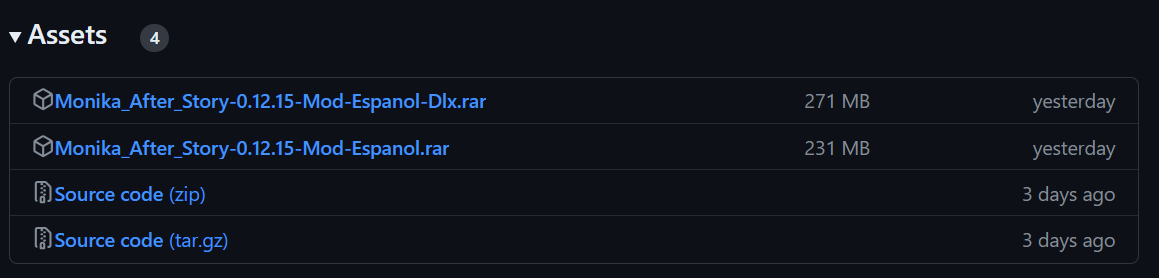 Assets 4
Monika_After_Story-0.12.15-Mod-Espanol-Dlx.rar 271 MB yesterday
Monika_After_Story-0.12.15-Mod-Espanol.rar 231 MB yesterday
Source code (zip) 3 days ago
Source code (tar.gz) 3 days ago